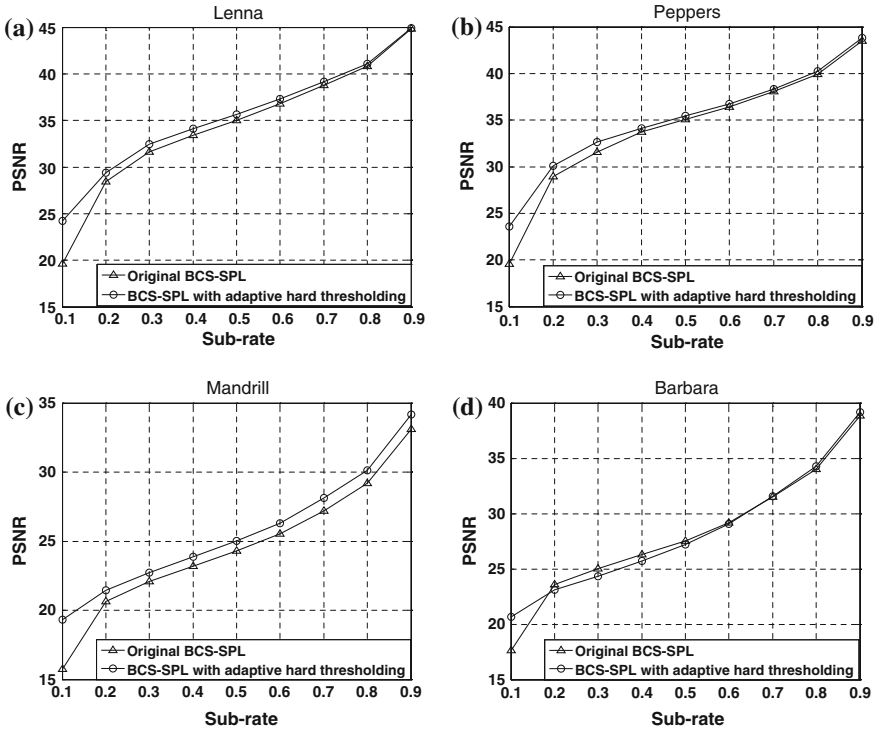 (a)
Lenna
45
40
35
30
25
20
15
PSNR
Original BCS-SPL
BCS-SPL with adaptive hard thresholding
0.1 0.2 0.3 0.4 0.5 0.6 0.7 0.8 0.9
Sub-rate
(b)
Peppers
45
40
35
30
25
20
15
PSNR
Original BCS-SPL
BCS-SPL with adaptive hard thresholding
0.1 0.2 0.3 0.4 0.5 0.6 0.7 0.8 0.9
Sub-rate
(c)
Mandrill
35
30
25
20
15
PSNR
Original BCS-SPL
BCS-SPL with adaptive hard thresholding
0.1 0.2 0.3 0.4 0.5 0.6 0.7 0.8 0.9
Sub-rate
(d)
Barbara
40
35
30
25
20
15
PSNR
Original BCS-SPL
BCS-SPL with adaptive hard thresholding
0.1 0.2 0.3 0.4 0.5 0.6 0.7 0.8 0.9
Sub-rate